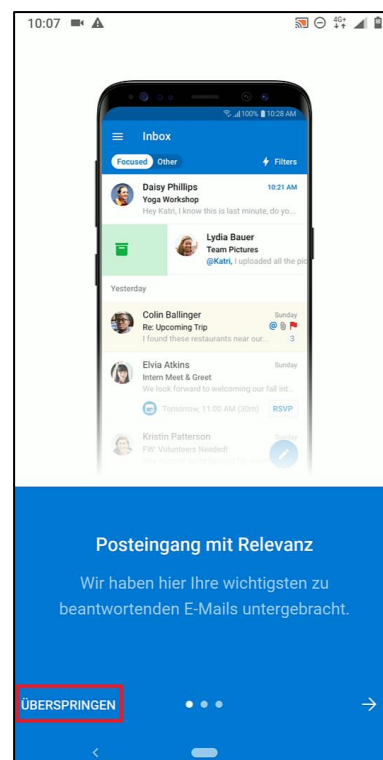 10:07
4G+
100% 10:28 AM
Inbox
Focused Other Filters
Daisy Phillips 10:21 AM
Yoga Workshop
Hey Katri, I know this is last minute, do yo...
Lydia Bauer
Team Pictures
@Katri, I uploaded all the pic
Yesterday
Colin Ballinger Sunday
Re: Upcoming Trip
I found these restaurants near our... 3
Elvia Atkins Sunday
Intern Meet & Greet
We look forward to welcoming our fall int...
Tomorrow, 11:00 AM (30m) RSVP
Kristin Patterson Sunday
FW: Volunteers Needed!
Posteingang mit Relevanz
Wir haben hier Ihre wichtigsten zu
beantwortenden E-Mails untergebracht.
ÜBERSPRINGEN